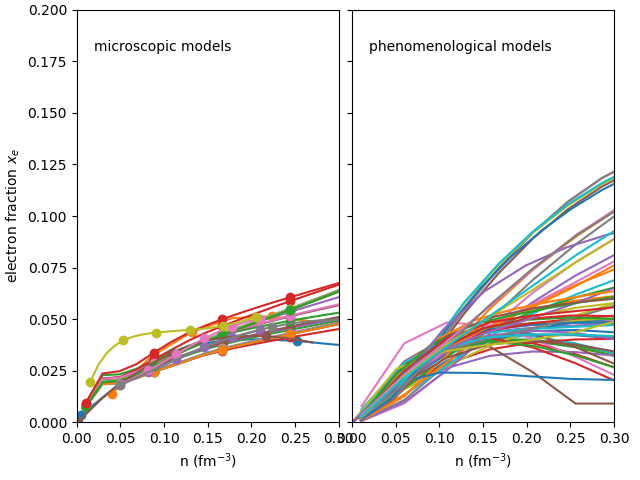 0.200
0.175
0.150
0.125
0.100
0.075
0.050
0.025
0.000
electron fraction x_e
microscopic models
phenomenological models
0.00 0.05 0.10 0.15 0.20 0.25 0.30
0.00 0.05 0.10 0.15 0.20 0.25 0.30
n (fm⁻³)
n (fm⁻³)